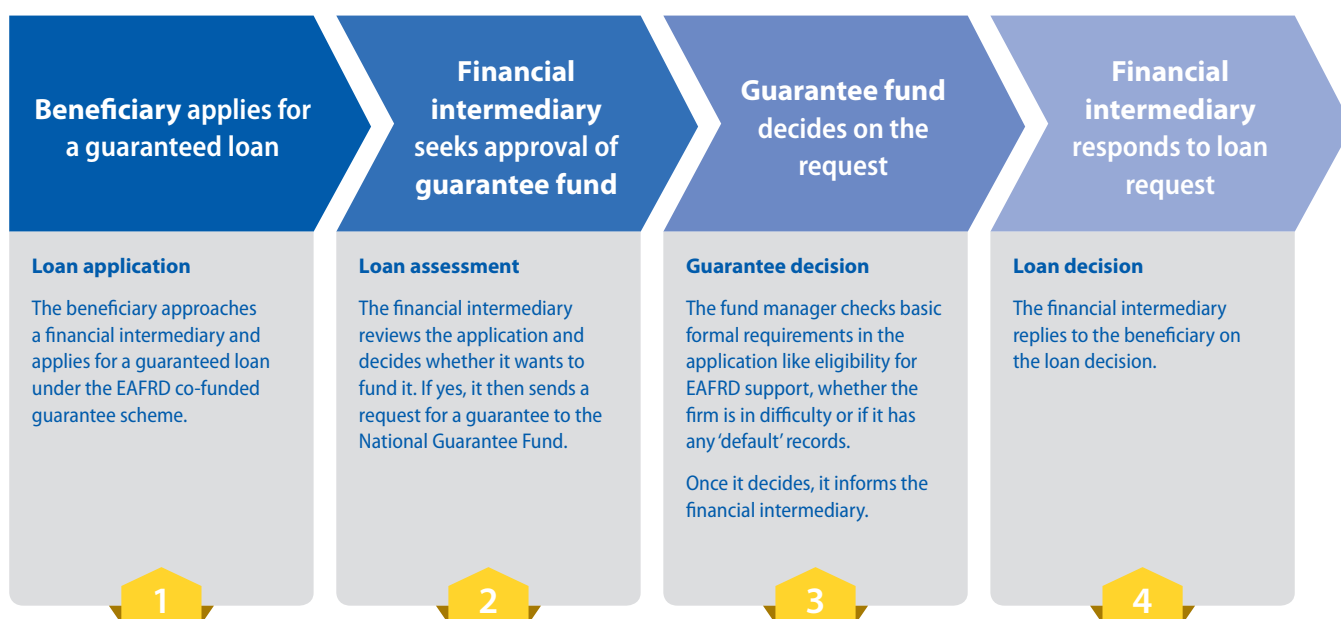 Beneficiary applies for
a guaranteed loan
Financial
intermediary
seeks approval of
guarantee fund
Guarantee fund
decides on the
request
Financial
intermediary
responds to loan
request
Loan application
The beneficiary approaches
a financial intermediary and
applies for a guaranteed loan
under the EAFRD co-funded
guarantee scheme.
1
Loan assessment
The financial intermediary
reviews the application and
decides whether it wants to
fund it. If yes, it then sends a
request for a guarantee to the
National Guarantee Fund.
2
Guarantee decision
The fund manager checks basic
formal requirements in the
application like eligibility for
EAFRD support, whether the
firm is in difficulty or if it has
any ‘default’ records.
Once it decides, it informs the
financial intermediary.
3
Loan decision
The financial intermediary
replies to the beneficiary on
the loan decision.
4